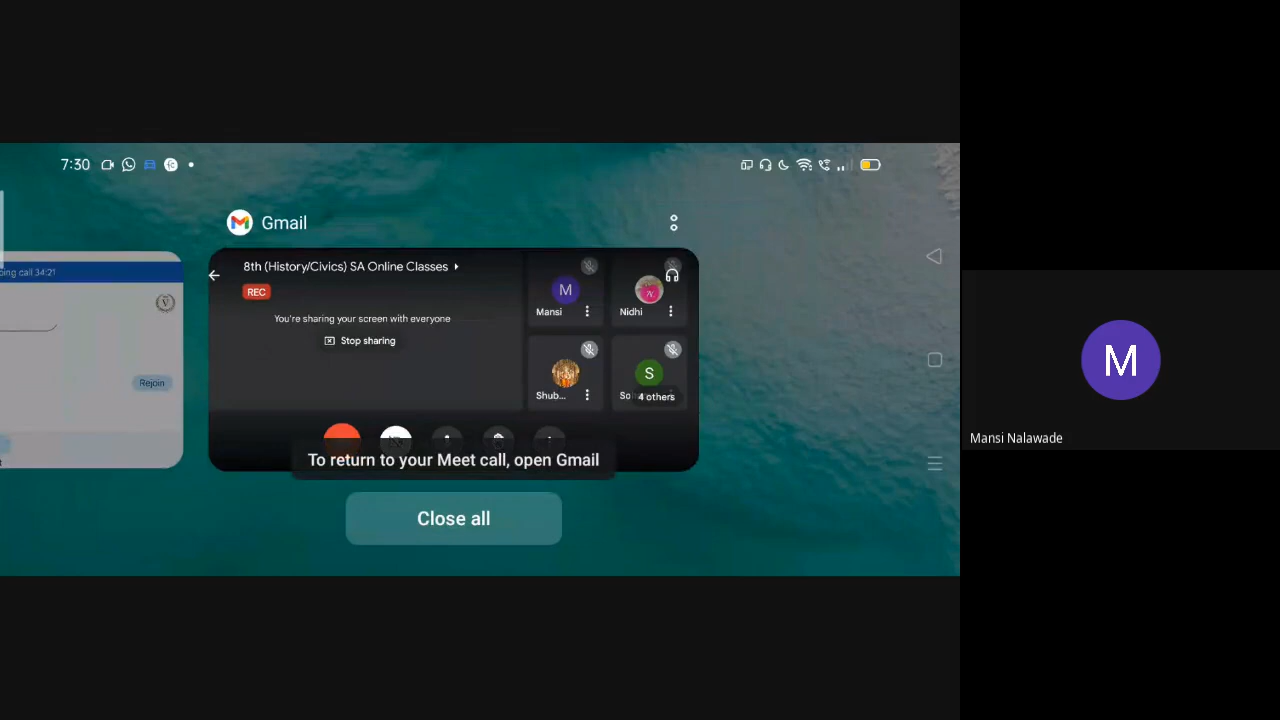 7:30
Gmail
oing call 34:21
Rejoin
8th (History/Civics) SA Online Classes
REC
You're sharing your screen with everyone
Stop sharing
M
Mansi
Nidhi
Shub...
S
4 others
To return to your Meet call, open Gmail
Close all
M
Mansi Nalawade